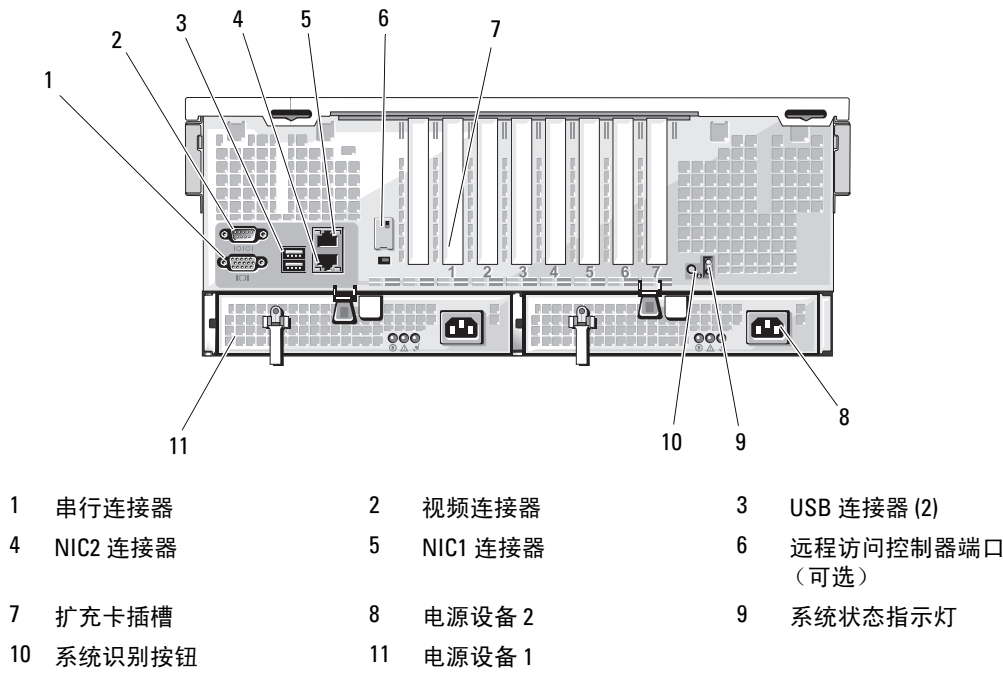 3
4
5
6
7
2
1
IOIOI
1 2 3 4 5 6 7
8
11
10
9
1 串行连接器
2 视频连接器
3 USB 连接器 (2)
4 NIC2 连接器
5 NIC1 连接器
6 远程访问控制器端口
（可选）
7 扩充卡插槽
8 电源设备 2
9 系统状态指示灯
10 系统识别按钮
11 电源设备 1